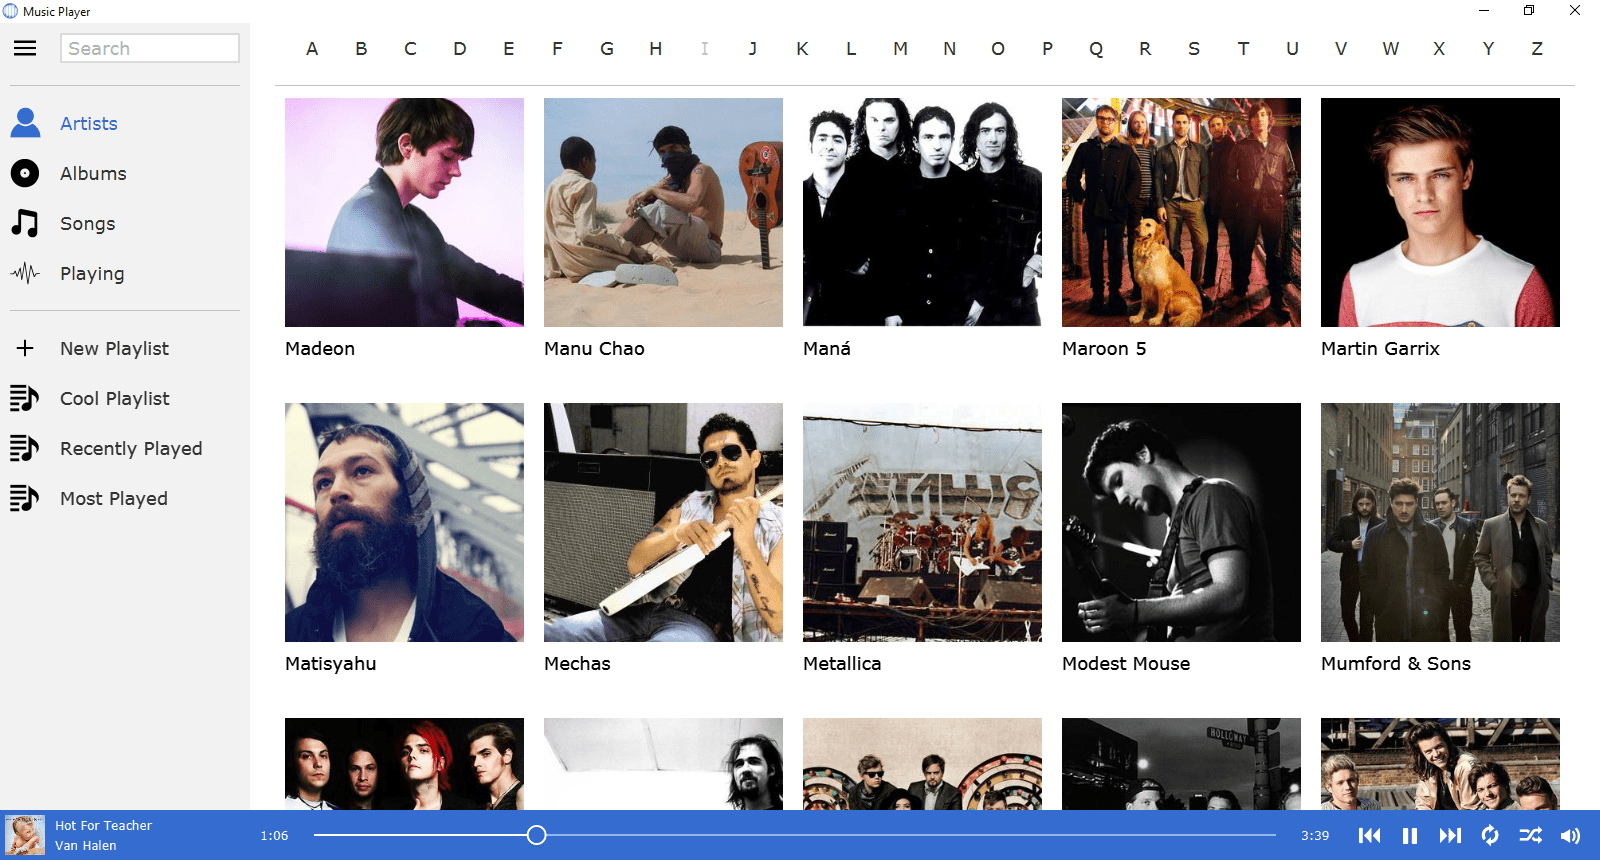 Music Player
Search
A B C D E F G H I J K L M N O P Q R S T U V W X Y Z
Artists
Albums
Songs
Playing
New Playlist
Cool Playlist
Recently Played
Most Played
Madeon
Manu Chao
Maná
Maroon 5
Martin Garrix
METALLIC
Matisyahu
Mechas
Metallica
Modest Mouse
Mumford & Sons
Hot For Teacher
Van Halen
1:06
3:39